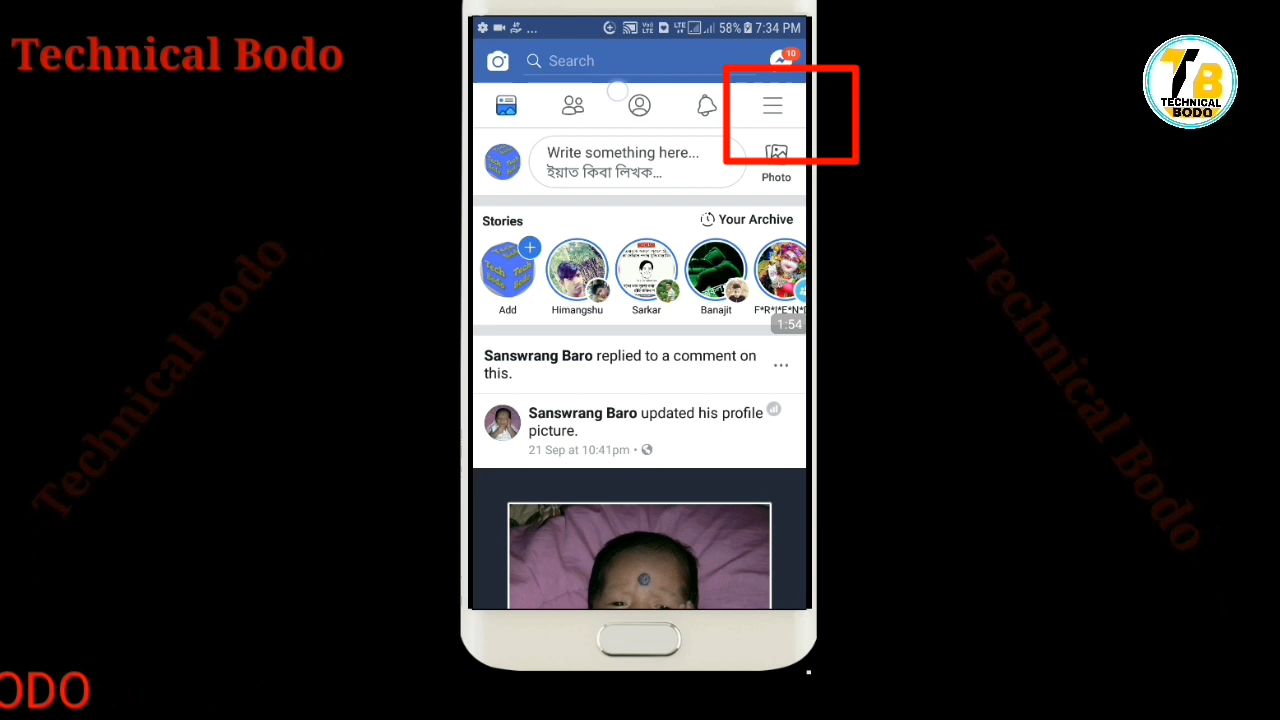 Technical Bodo
58% 7:34 PM
Search
10
TECHNICAL
BODO
Write something here...
ইয়াত কিবা লিখক...
Photo
Stories
Your Archive
Tech
Bodo
Add
Himangshu
Sarkar
Banajit
F*R*I*E*N*D
1:54
Sanswrang Baro replied to a comment on
this.
Sanswrang Baro updated his profile
picture.
21 Sep at 10:41pm
Technical Bodo
Technical Bodo
ODO